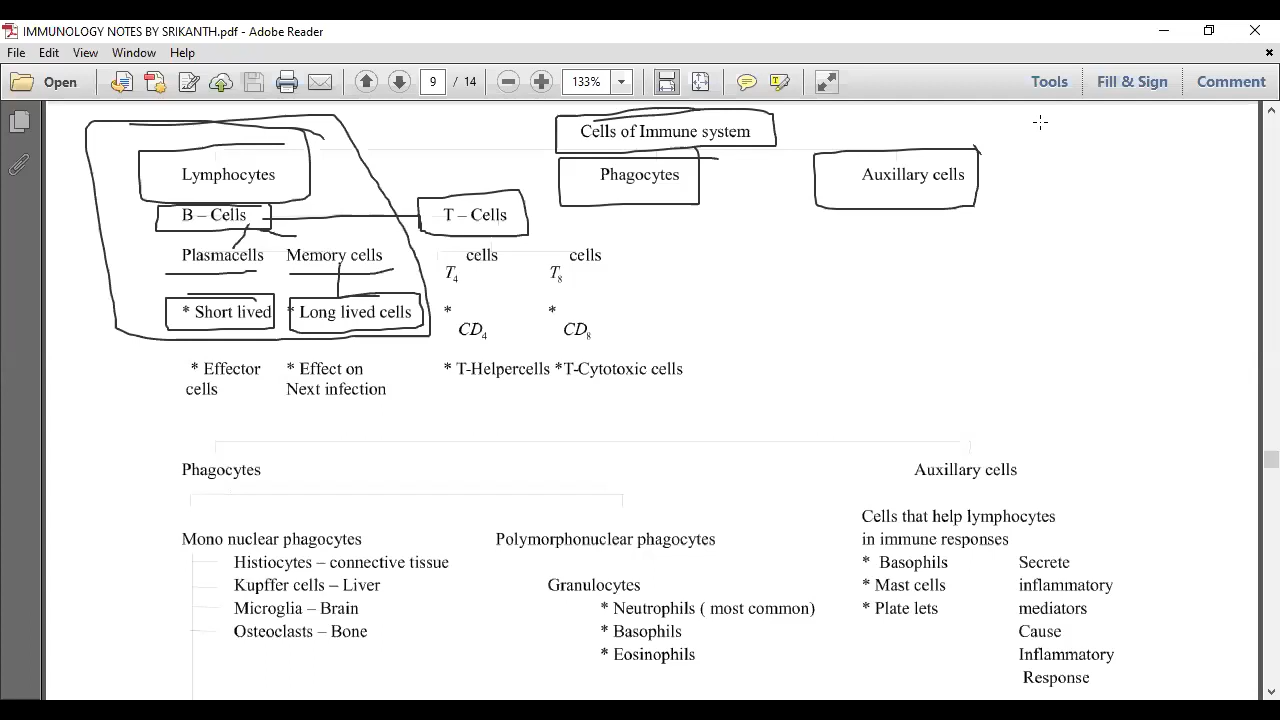 IMMUNOLOGY NOTES BY SRIKANTH.pdf - Adobe Reader
File Edit View Window Help
Open 9 / 14 133% Tools Fill & Sign Comment
Cells of Immune system
Lymphocytes Phagocytes Auxillary cells
B – Cells T – Cells
Plasmacells Memory cells T4 cells T8 cells
* Short lived * Long lived cells * CD4 * CD8
* Effector * Effect on * T-Helpercells *T-Cytotoxic cells
cells Next infection
Phagocytes Auxillary cells
Cells that help lymphocytes
Mono nuclear phagocytes Polymorphonuclear phagocytes in immune responses
Histiocytes – connective tissue * Basophils Secrete
Kupffer cells – Liver Granulocytes * Mast cells inflammatory
Microglia – Brain * Neutrophils ( most common) * Plate lets mediators
Osteoclasts – Bone * Basophils Cause
* Eosinophils Inflammatory
Response